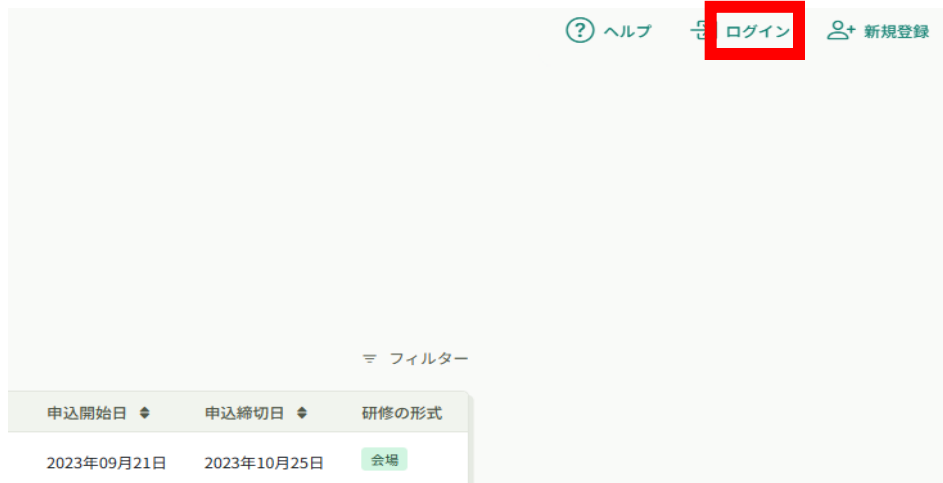 ? ヘルプ ログイン 新規登録
フィルター
申込開始日 申込締切日 研修の形式
2023年09月21日 2023年10月25日 会場